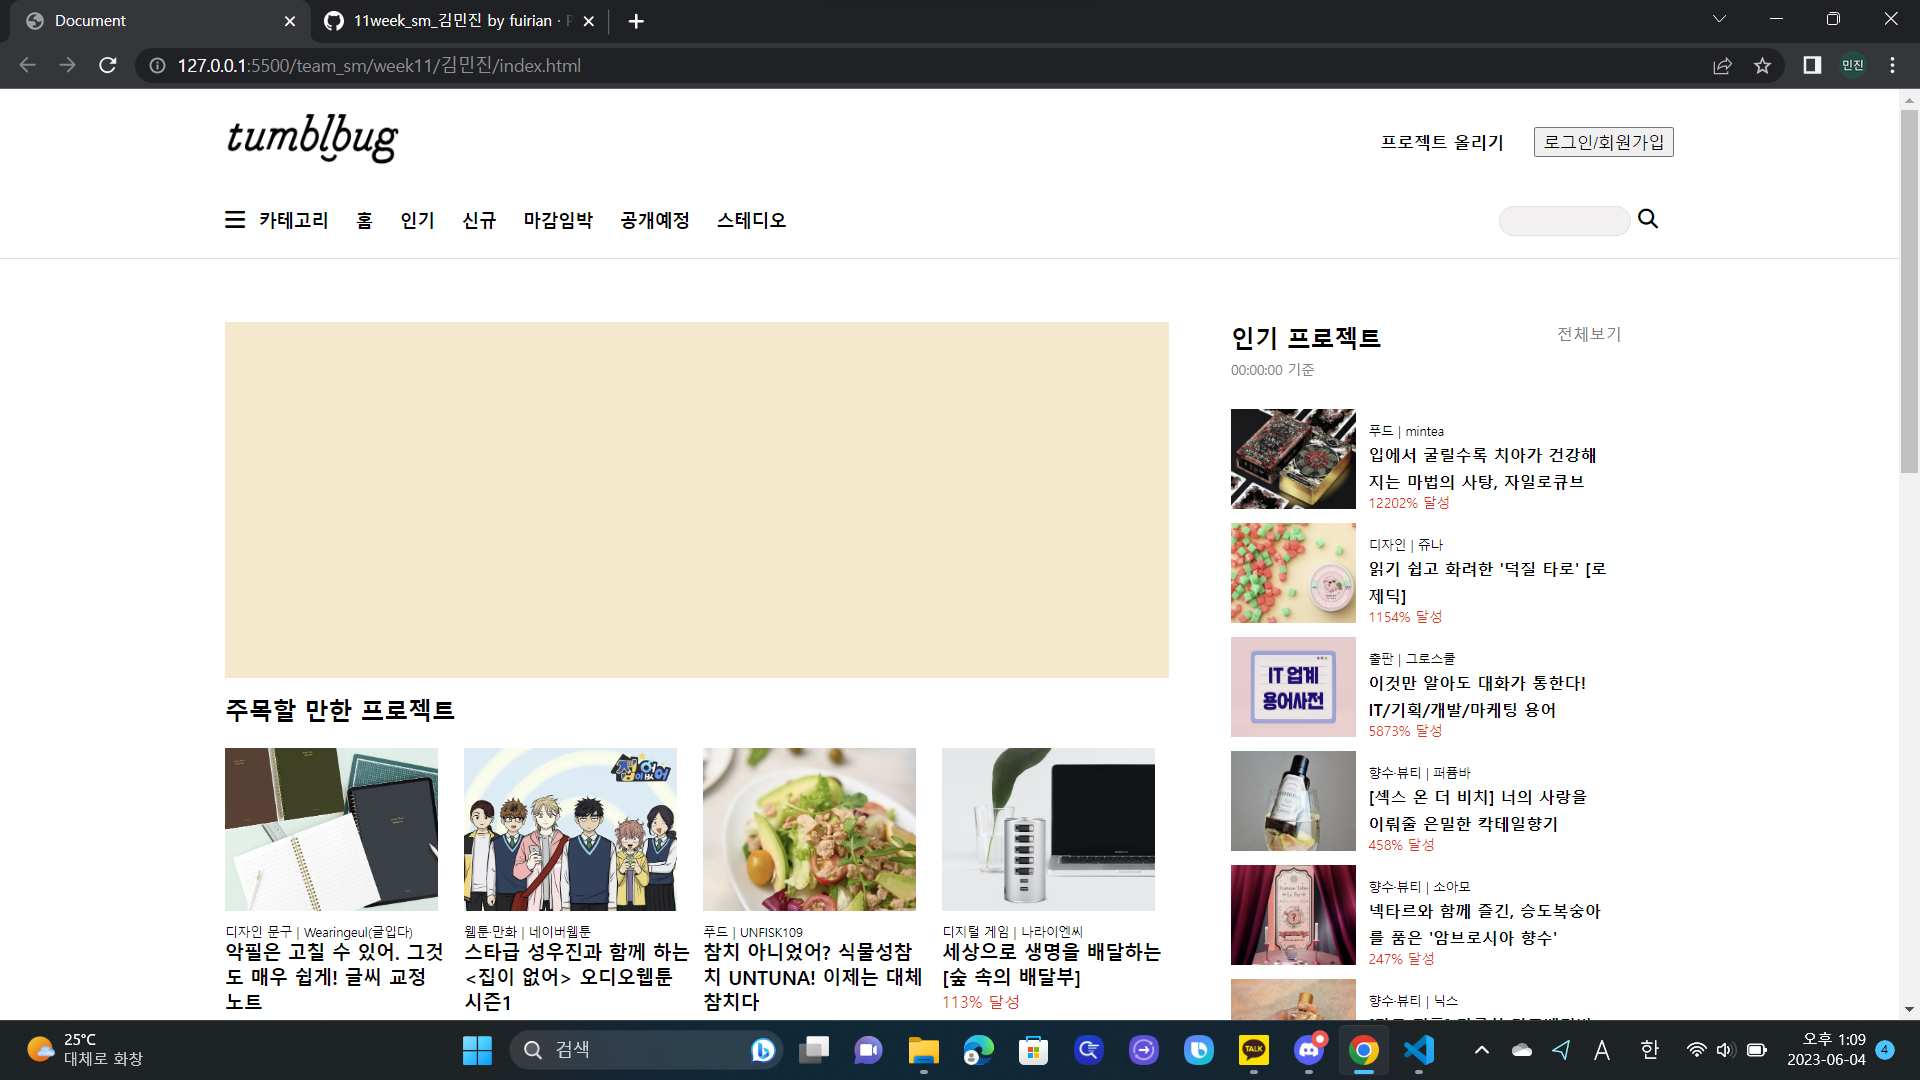 Document
11week_sm_김민진 by fuirian · P
127.0.0.1:5500/team_sm/week11/김민진/index.html
민진
tumblbug
프로젝트 올리기
로그인/회원가입
카테고리 홈 인기 신규 마감임박 공개예정 스테디오
인기 프로젝트
전체보기
00:00:00 기준
푸드 | mintea
입에서 굴릴수록 치아가 건강해
지는 마법의 사탕, 자일로큐브
12202% 달성
디자인 | 쥬나
읽기 쉽고 화려한 '덕질 타로' [로
제딕]
1154% 달성
IT 업계
용어사전
출판 | 그로스쿨
이것만 알아도 대화가 통한다!
IT/기획/개발/마케팅 용어
5873% 달성
향수·뷰티 | 퍼품바
[섹스 온 더 비치] 너의 사랑을
이뤄줄 은밀한 칵테일향기
458% 달성
향수·뷰티 | 소아모
넥타르와 함께 즐긴, 승도복숭아
를 품은 '암브로시아 향수'
247% 달성
향수·뷰티 | 닉스
주목할 만한 프로젝트
디자인 문구 | Wearingeul(글입다)
악필은 고칠 수 있어. 그것
도 매우 쉽게! 글씨 교정
노트
집이 없어
웹툰·만화 | 네이버웹툰
스타급 성우진과 함께 하는
<집이 없어> 오디오웹툰
시즌1
푸드 | UNFISK109
참치 아니었어? 식물성참
치 UNTUNA! 이제는 대체
참치다
디지털 게임 | 나라이엔씨
세상으로 생명을 배달하는
[숲 속의 배달부]
113% 달성
25°C
대체로 화창
검색
TALK
A
한
오후 1:09
2023-06-04
4